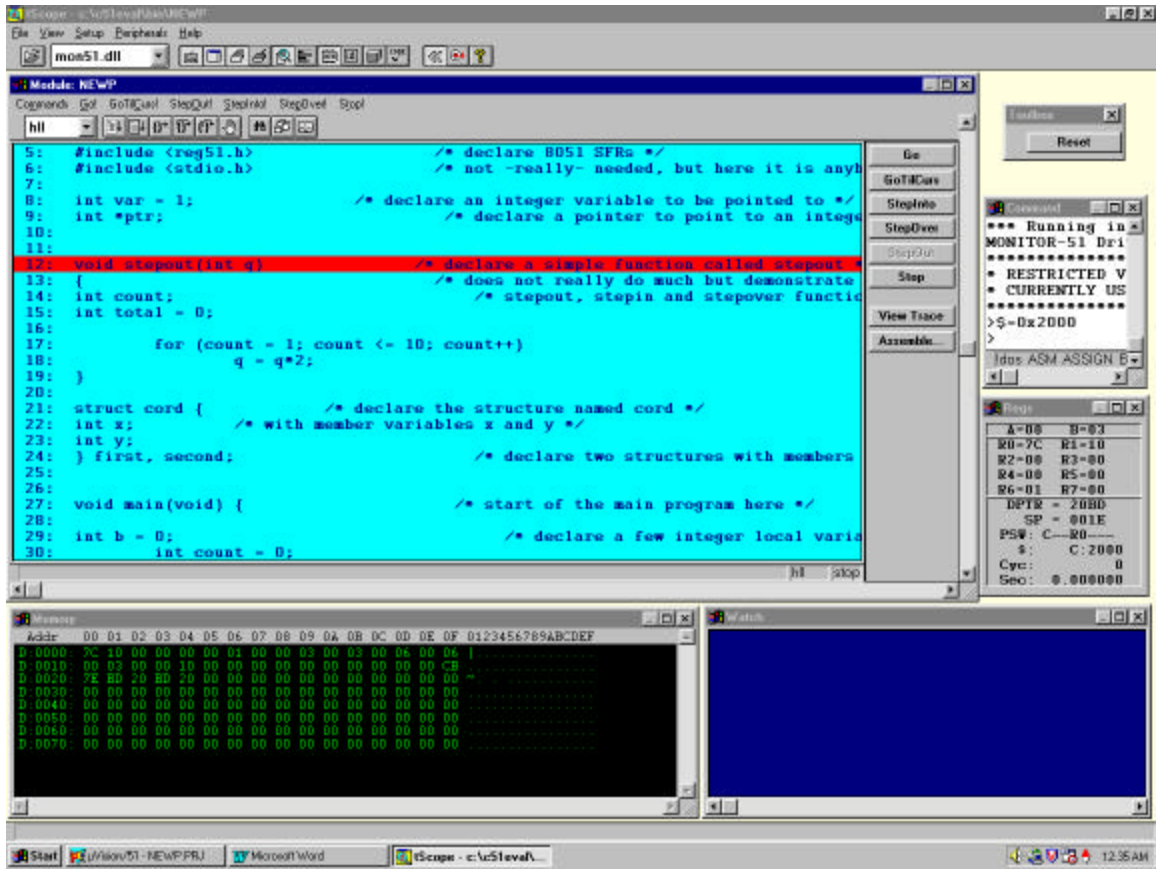 tScope - c:\c51eval\bin\NEWP
File View Setup Peripherals Help
mon51.dll
Module: NEWP
Commands Go! GoTilCurs! StepOut! StepInto! StepOver! Stop!
hll
5: #include <reg51.h> /* declare 8051 SFRs */
6: #include <stdio.h> /* not -really- needed, but here it is anyb
7:
8: int var = 1; /* declare an integer variable to be pointed to */
9: int *ptr; /* declare a pointer to point to an intege
10:
11:
12: void stepout(int q) /* declare a simple function called stepout *
13: { /* does not really do much but demonstrate
14: int count; /* stepout, stepin and stepover functio
15: int total = 0;
16:
17: for (count = 1; count <= 10; count++)
18: q = q*2;
19: }
20:
21: struct cord { /* declare the structure named cord */
22: int x; /* with member variables x and y */
23: int y;
24: } first, second; /* declare two structures with members
25:
26:
27: void main(void) { /* start of the main program here */
28:
29: int b = 0; /* declare a few integer local varia
30: int count = 0;
hll stop
Go
GoTilCurs
StepInto
StepOver
StepOut
Stop
View Trace
Assemble...
Toolbox
Reset
Command
*** Running in
MONITOR-51 Dri
**************
* RESTRICTED V
* CURRENTLY US
**************
>$=0x2000
>
!dos ASM ASSIGN B
Regs
A=08 B=03
R0=7C R1=10
R2=00 R3=00
R4=00 R5=00
R6=01 R7=00
DPTR = 20BD
SP = 001E
PSW: C--R0---
$: C:2000
Cyc: 0
Sec: 0.000000
Memory
Addr 00 01 02 03 04 05 06 07 08 09 0A 0B 0C 0D 0E 0F 0123456789ABCDEF
D:0000: 7C 10 00 00 00 00 01 00 00 03 00 03 00 06 00 06 |...............
D:0010: 00 03 00 00 10 00 00 00 00 00 00 00 00 00 00 CB ................
D:0020: 7E BD 20 BD 20 00 00 00 00 00 00 00 00 00 00 00 ~. . ...........
D:0030: 00 00 00 00 00 00 00 00 00 00 00 00 00 00 00 00 ................
D:0040: 00 00 00 00 00 00 00 00 00 00 00 00 00 00 00 00 ................
D:0050: 00 00 00 00 00 00 00 00 00 00 00 00 00 00 00 00 ................
D:0060: 00 00 00 00 00 00 00 00 00 00 00 00 00 00 00 00 ................
D:0070: 00 00 00 00 00 00 00 00 00 00 00 00 00 00 00 00 ................
Watch
Start
µVision/51 - NEWP.PRJ
Microsoft Word
tScope - c:\c51eval\...
12:35 AM